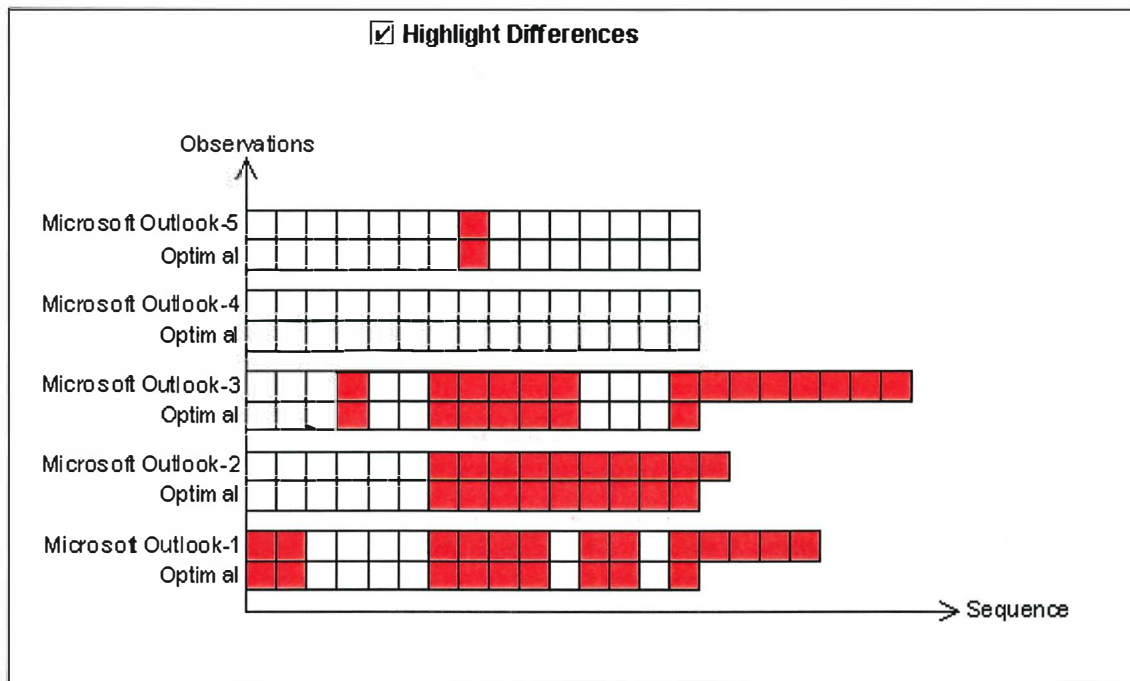 Highlight Differences
Observations
Microsoft Outlook-5
Optimal
Microsoft Outlook-4
Optimal
Microsoft Outlook-3
Optimal
Microsoft Outlook-2
Optimal
Microsoft Outlook-1
Optimal
Sequence